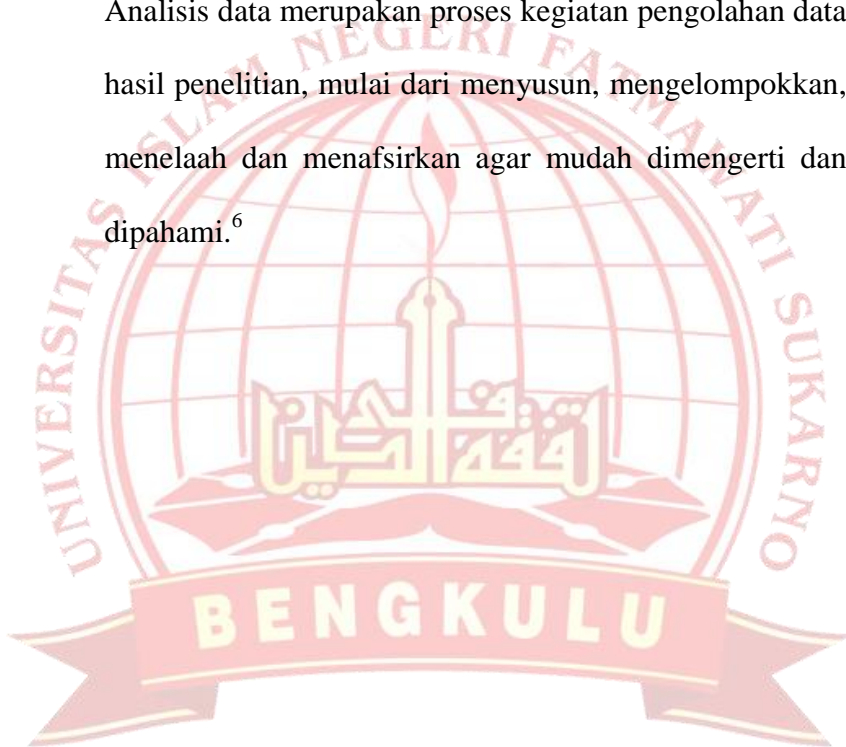 Analisis data merupakan proses kegiatan pengolahan data
hasil penelitian, mulai dari menyusun, mengelompokkan,
menelaah dan menafsirkan agar mudah dimengerti dan
dipahami.⁶
UNIVERSITAS ISLAM NEGERI FATMAWATI SUKARNO
BENGKULU